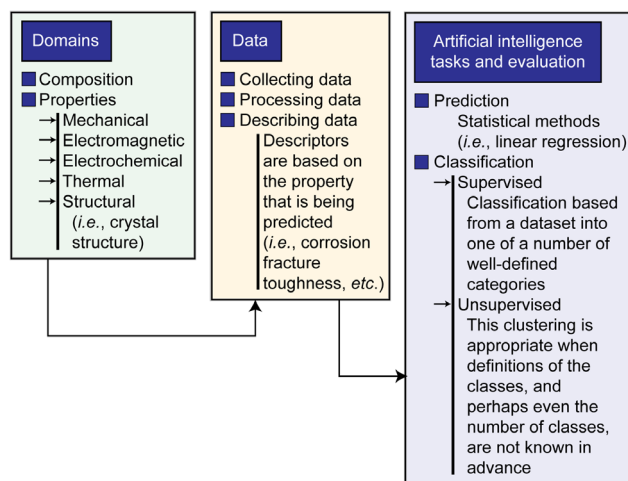 Domains
Composition
Properties
Mechanical
Electromagnetic
Electrochemical
Thermal
Structural
(i.e., crystal
structure)
Data
Collecting data
Processing data
Describing data
Descriptors
are based on
the property
that is being
predicted
(i.e., corrosion
fracture
toughness, etc.)
Artificial intelligence
tasks and evaluation
Prediction
Statistical methods
(i.e., linear regression)
Classification
Supervised
Classification based
from a dataset into
one of a number of
well-defined
categories
Unsupervised
This clustering is
appropriate when
definitions of the
classes, and
perhaps even the
number of classes,
are not known in
advance